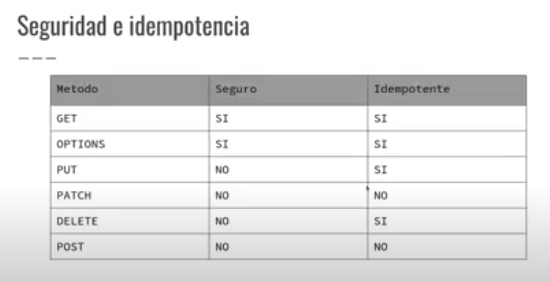 Seguridad e idempotencia
Metodo Seguro Idempotente
GET SI SI
OPTIONS SI SI
PUT NO SI
PATCH NO NO
DELETE NO SI
POST NO NO